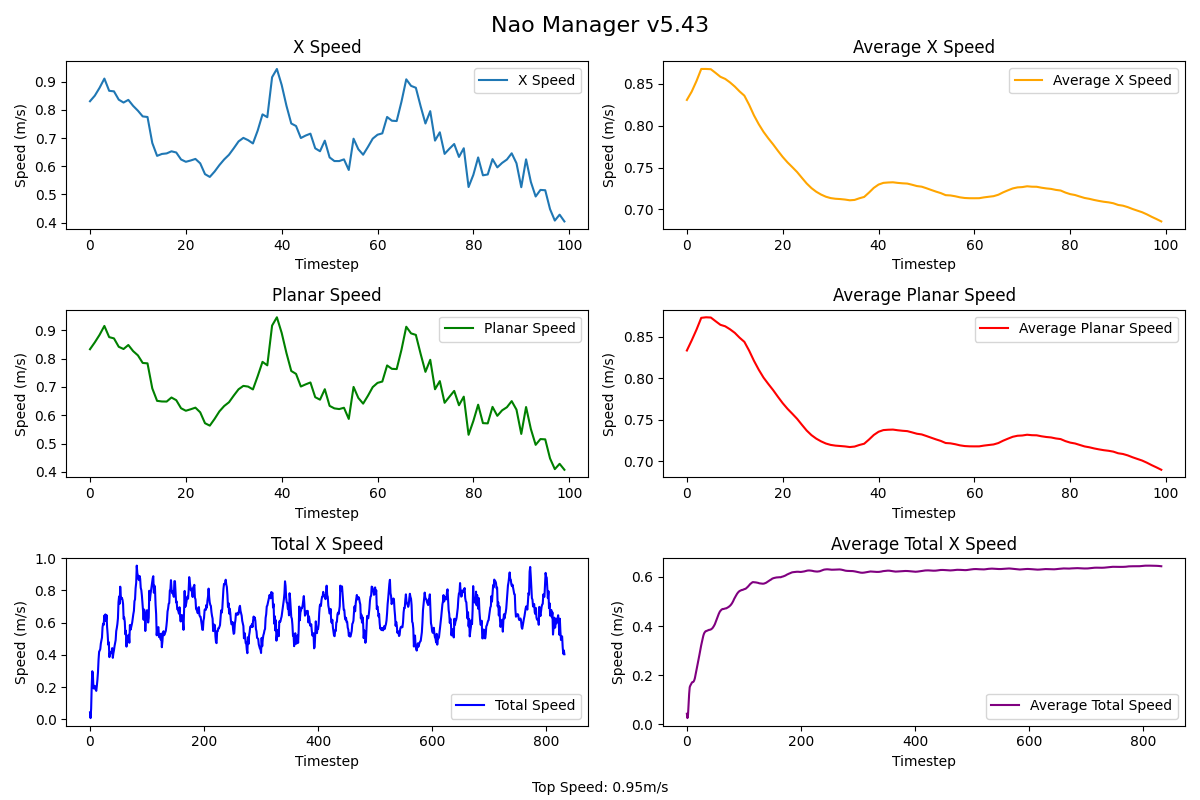 Nao Manager v5.43
X Speed
Average X Speed
Speed (m/s)
0.9
0.8
0.7
0.6
0.5
0.4
X Speed
0 20 40 60 80 100
Timestep
Speed (m/s)
0.85
0.80
0.75
0.70
Average X Speed
0 20 40 60 80 100
Timestep
Planar Speed
Average Planar Speed
Speed (m/s)
0.9
0.8
0.7
0.6
0.5
0.4
Planar Speed
0 20 40 60 80 100
Timestep
Speed (m/s)
0.85
0.80
0.75
0.70
Average Planar Speed
0 20 40 60 80 100
Timestep
Total X Speed
Average Total X Speed
Speed (m/s)
1.0
0.8
0.6
0.4
0.2
0.0
Total Speed
0 200 400 600 800
Timestep
Speed (m/s)
0.6
0.4
0.2
0.0
Average Total Speed
0 200 400 600 800
Timestep
Top Speed: 0.95m/s